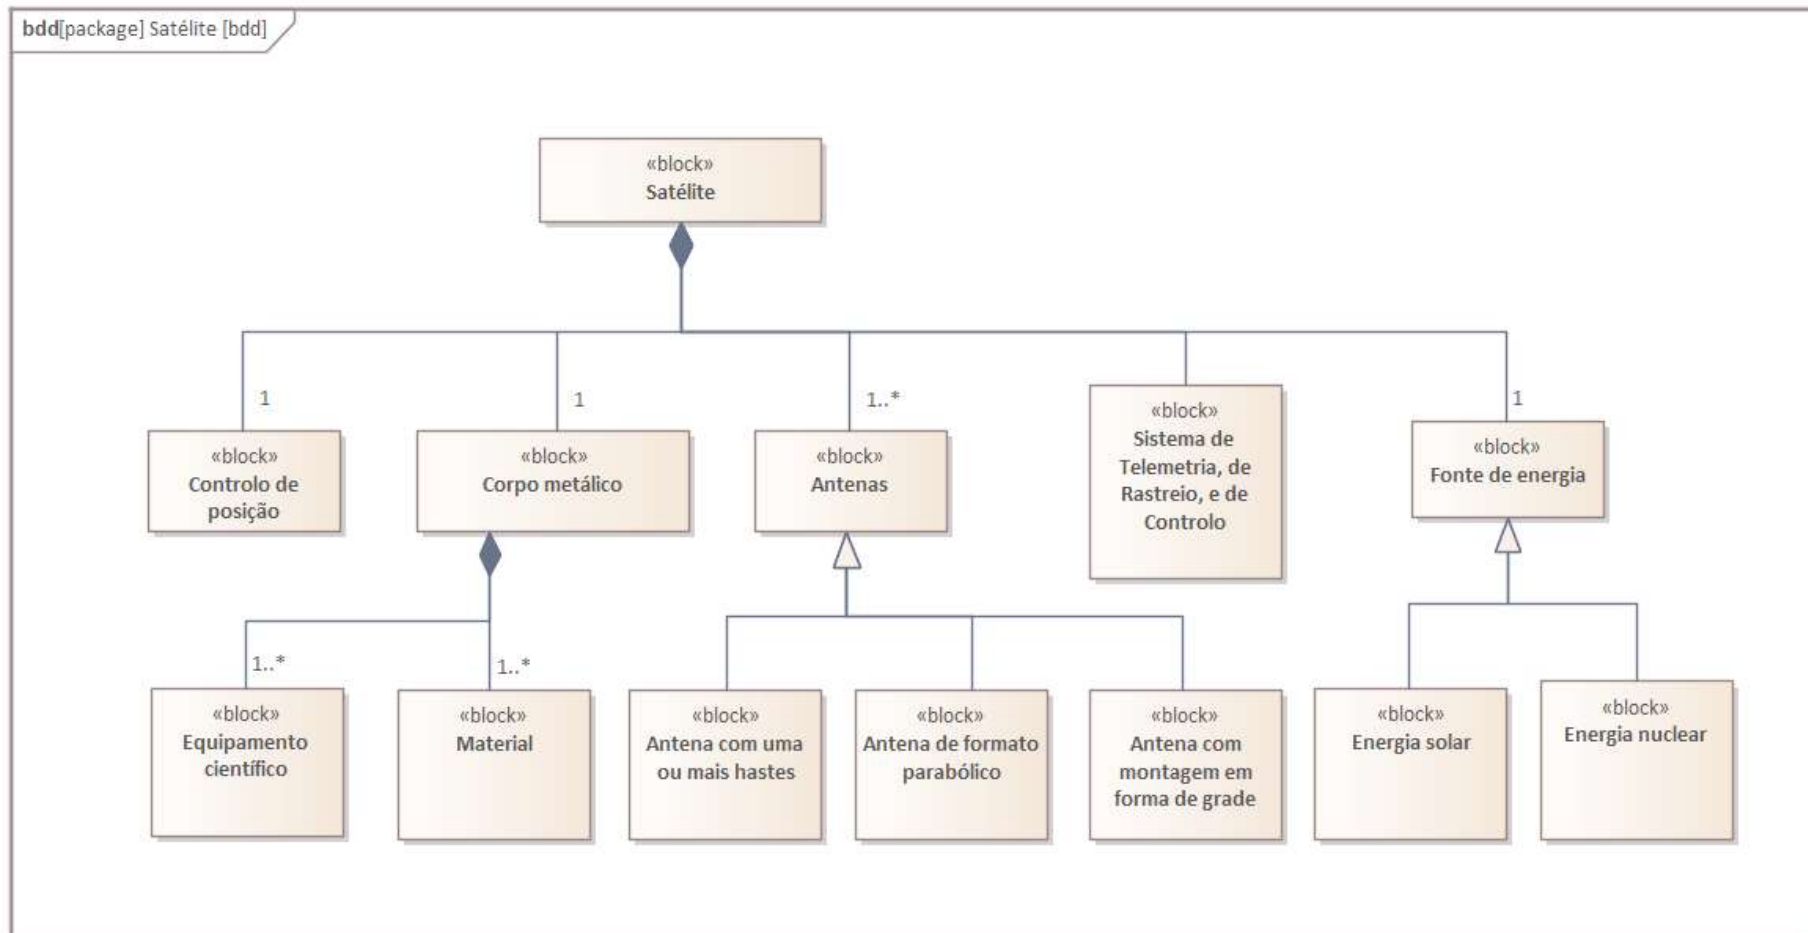 bdd[package] Satélite [bdd]
«block»
Satélite
1
1
1..*
1
«block»
Controlo de
posição
«block»
Corpo metálico
«block»
Antenas
«block»
Sistema de
Telemetria, de
Rastreio, e de
Controlo
«block»
Fonte de energia
1..*
1..*
«block»
Equipamento
científico
«block»
Material
«block»
Antena com uma
ou mais hastes
«block»
Antena de formato
parabólico
«block»
Antena com
montagem em
forma de grade
«block»
Energia solar
«block»
Energia nuclear